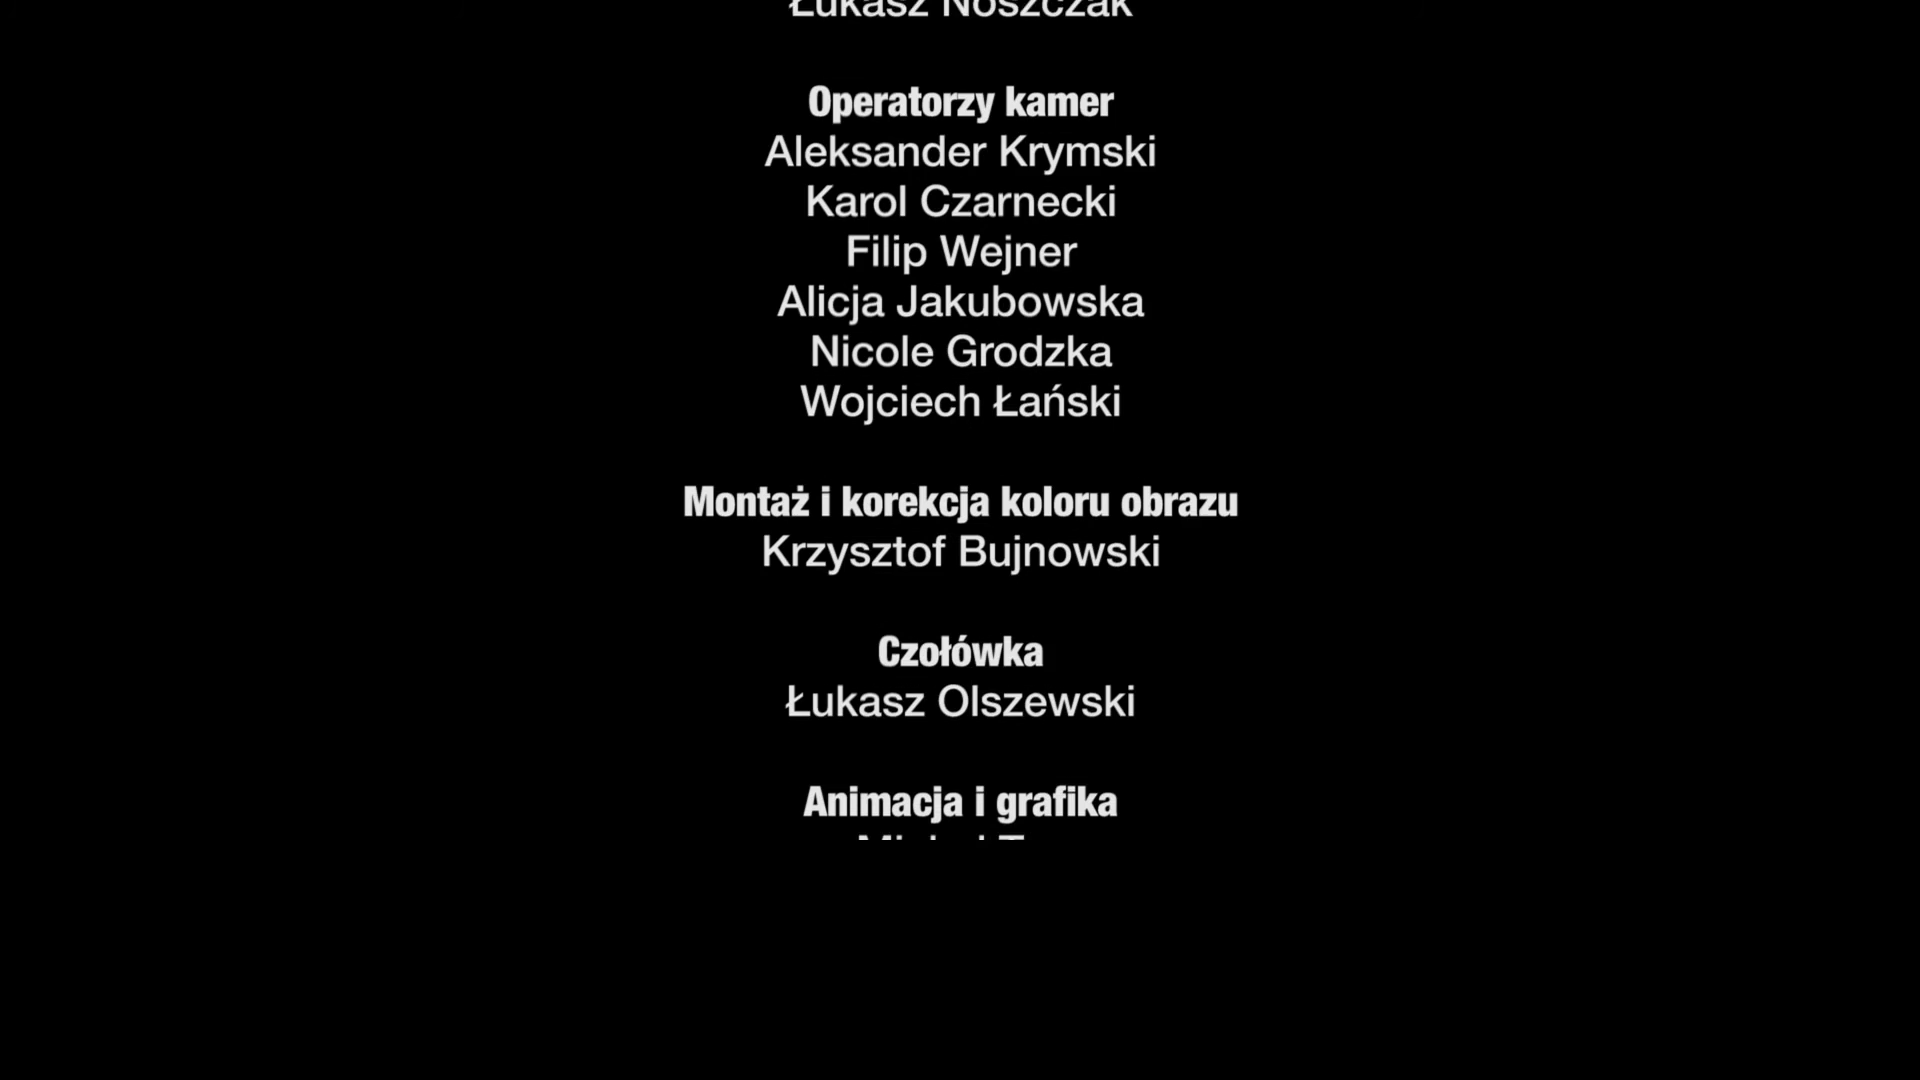 Łukasz Noszczak
Operatorzy kamer
Aleksander Krymski
Karol Czarnecki
Filip Wejner
Alicja Jakubowska
Nicole Grodzka
Wojciech Łański
Montaż i korekcja koloru obrazu
Krzysztof Bujnowski
Czołówka
Łukasz Olszewski
Animacja i grafika